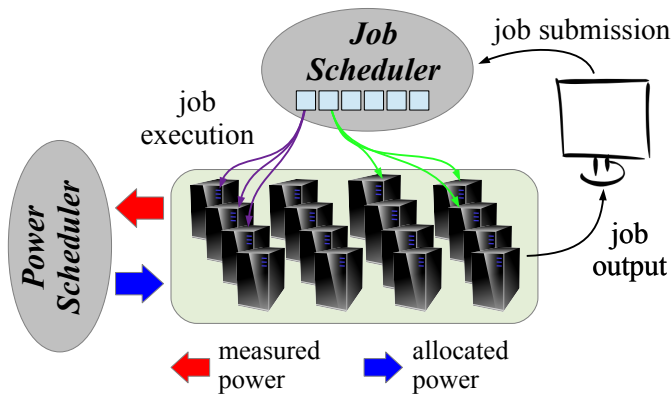 Job
Scheduler
job submission
job
execution
Power
Scheduler
job
output
measured
power
allocated
power